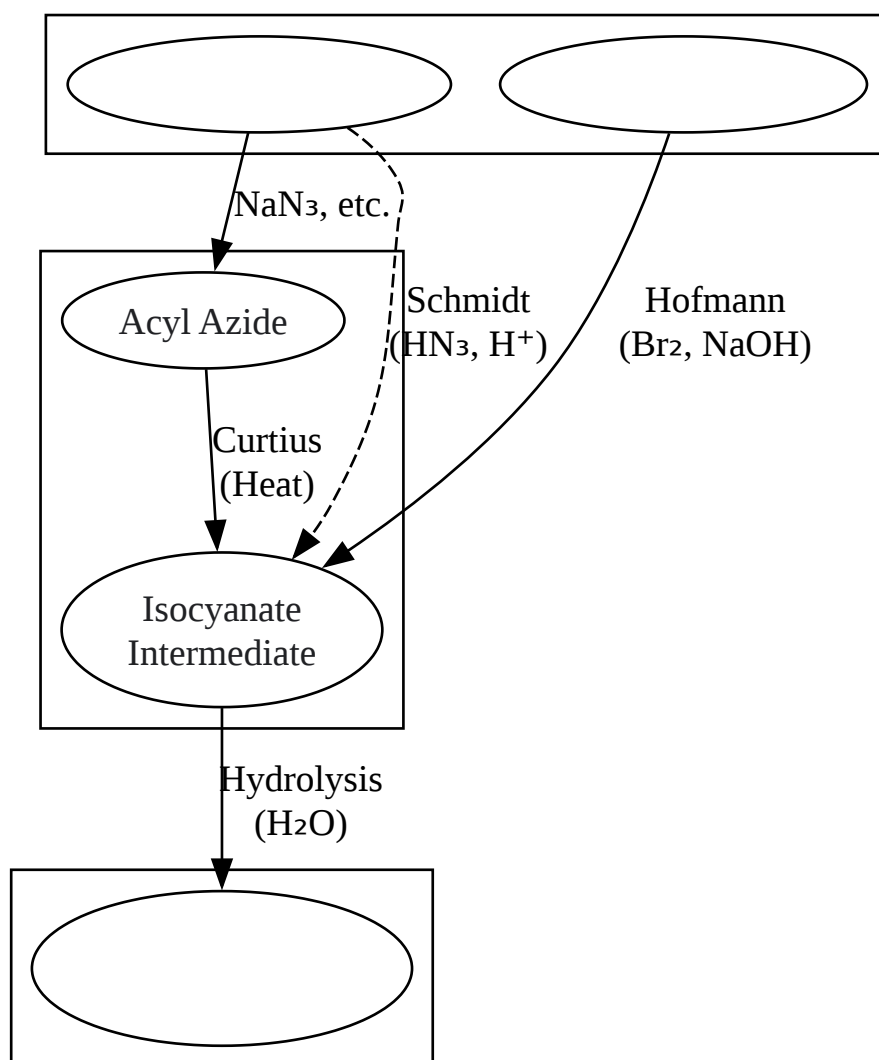 NaN₃, etc.
Acyl Azide
Schmidt
(HN₃, H⁺)
Hofmann
(Br₂, NaOH)
Curtius
(Heat)
Isocyanate
Intermediate
Hydrolysis
(H₂O)